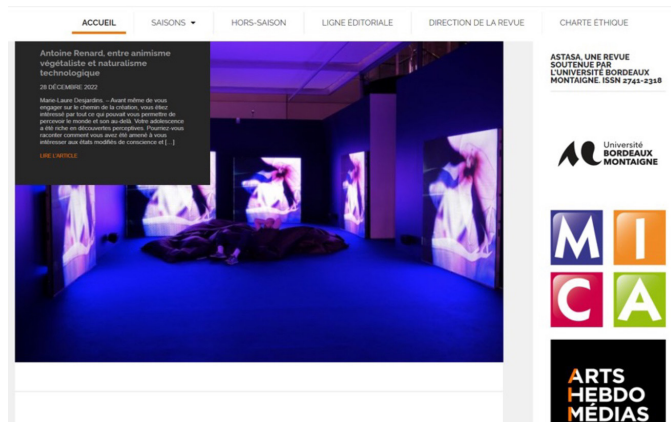 ACCUEIL
SAISONS
HORS-SAISON
LIGNE ÉDITORIALE
DIRECTION DE LA REVUE
CHARTE ÉTHIQUE
Antoine Renard, entre animisme
végétaliste et naturalisme
technologique
28 DÉCEMBRE 2022
Marie-Laure Desjardins. – Avant même de vous
engager sur le chemin de la création, vous étiez
intéressé par tout ce qui pouvait vous permettre de
percevoir le monde et son au-delà. Votre adolescence
a été riche en découvertes perceptives. Pourriez-vous
raconter comment vous avez été amené à vous
intéresser aux états modifiés de conscience et [...]
LIRE L'ARTICLE
ASTASA, UNE REVUE
SOUTENUE PAR
L'UNIVERSITÉ BORDEAUX
MONTAIGNE. ISSN 2741-2318
Université
BORDEAUX
MONTAIGNE
M I
C A
ARTS
HEBDO
MÉDIAS